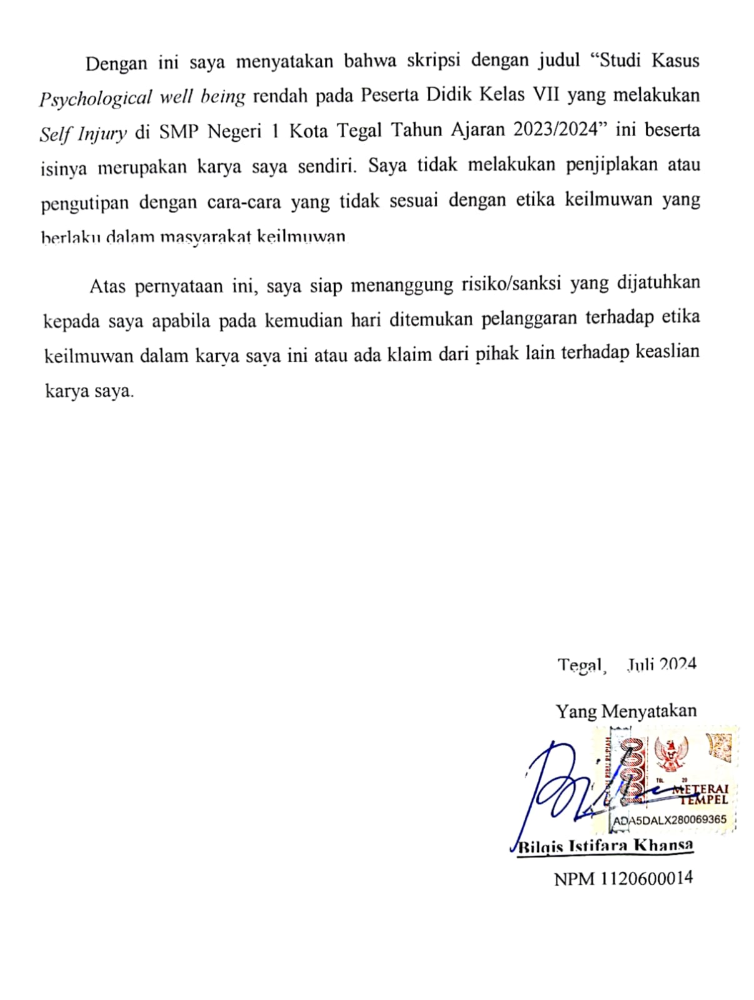 Dengan ini saya menyatakan bahwa skripsi dengan judul “Studi Kasus
Psychological well being rendah pada Peserta Didik Kelas VII yang melakukan
Self Injury di SMP Negeri 1 Kota Tegal Tahun Ajaran 2023/2024” ini beserta
isinya merupakan karya saya sendiri. Saya tidak melakukan penjiplakan atau
pengutipan dengan cara-cara yang tidak sesuai dengan etika keilmuwan yang
berlaku dalam masyarakat keilmuwan
Atas pernyataan ini, saya siap menanggung risiko/sanksi yang dijatuhkan
kepada saya apabila pada kemudian hari ditemukan pelanggaran terhadap etika
keilmuwan dalam karya saya ini atau ada klaim dari pihak lain terhadap keaslian
karya saya.
Tegal, Juli 2024
Yang Menyatakan
TGL 20
METERAI
TEMPEL
ADA5DALX280069365
Bilqis Istifara Khansa
NPM 1120600014